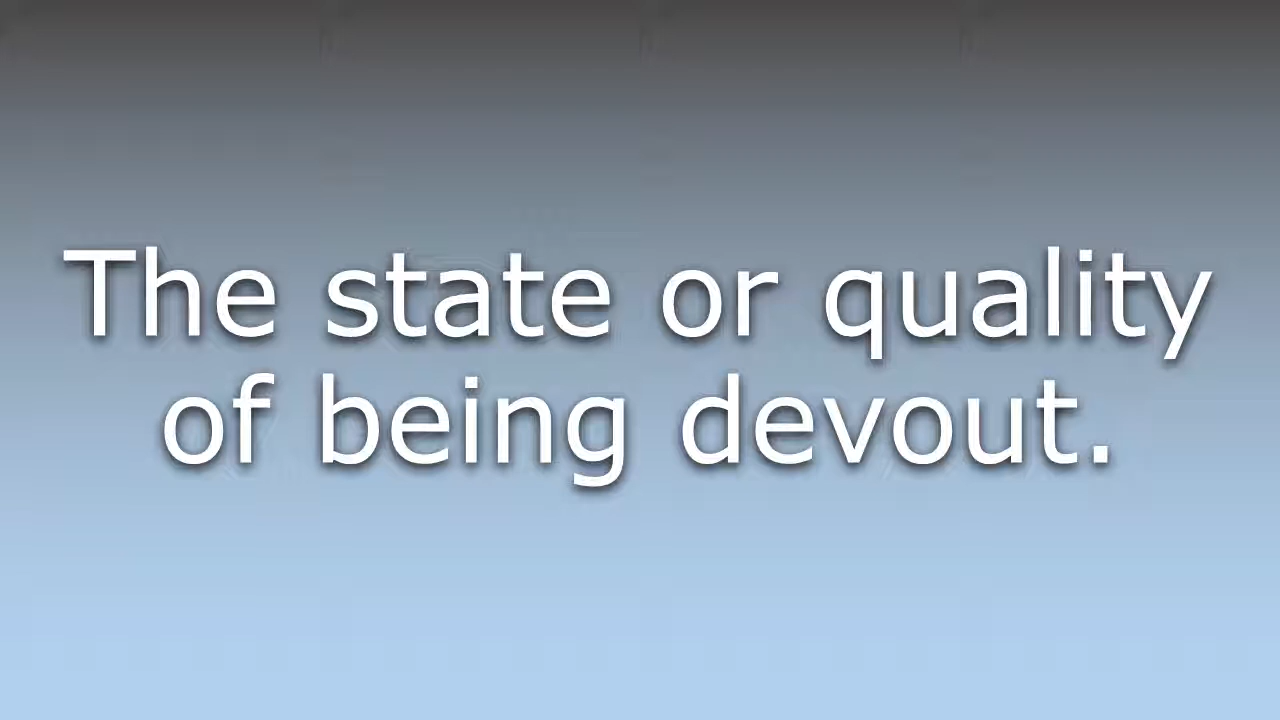 The state or quality
of being devout.